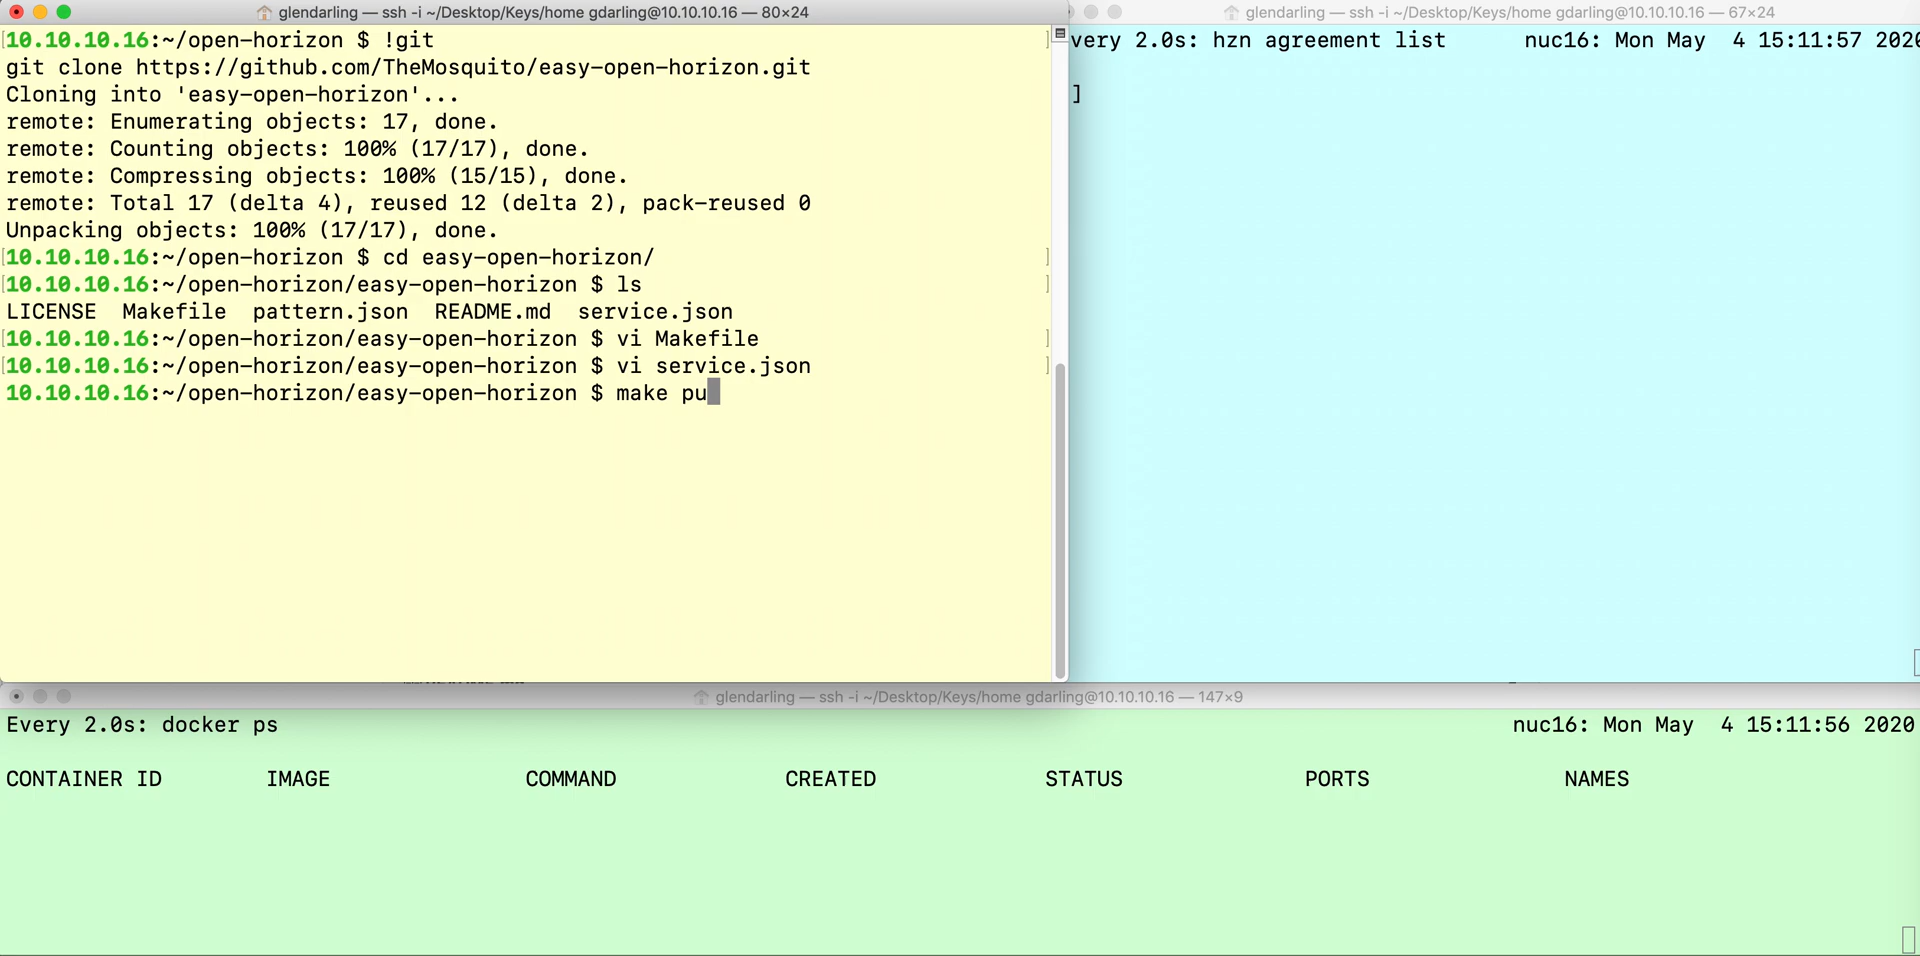 glendarling — ssh -i ~/Desktop/Keys/home gdarling@10.10.10.16 — 80×24
[10.10.10.16:~/open-horizon $ !git ]
git clone https://github.com/TheMosquito/easy-open-horizon.git
Cloning into 'easy-open-horizon'...
remote: Enumerating objects: 17, done.
remote: Counting objects: 100% (17/17), done.
remote: Compressing objects: 100% (15/15), done.
remote: Total 17 (delta 4), reused 12 (delta 2), pack-reused 0
Unpacking objects: 100% (17/17), done.
[10.10.10.16:~/open-horizon $ cd easy-open-horizon/ ]
[10.10.10.16:~/open-horizon/easy-open-horizon $ ls ]
LICENSE  Makefile  pattern.json  README.md  service.json
[10.10.10.16:~/open-horizon/easy-open-horizon $ vi Makefile ]
[10.10.10.16:~/open-horizon/easy-open-horizon $ vi service.json ]
10.10.10.16:~/open-horizon/easy-open-horizon $ make pu
glendarling — ssh -i ~/Desktop/Keys/home gdarling@10.10.10.16 — 67×24
very 2.0s: hzn agreement list nuc16: Mon May  4 15:11:57 2020
]
glendarling — ssh -i ~/Desktop/Keys/home gdarling@10.10.10.16 — 147×9
Every 2.0s: docker ps nuc16: Mon May  4 15:11:56 2020
CONTAINER ID IMAGE COMMAND CREATED STATUS PORTS NAMES